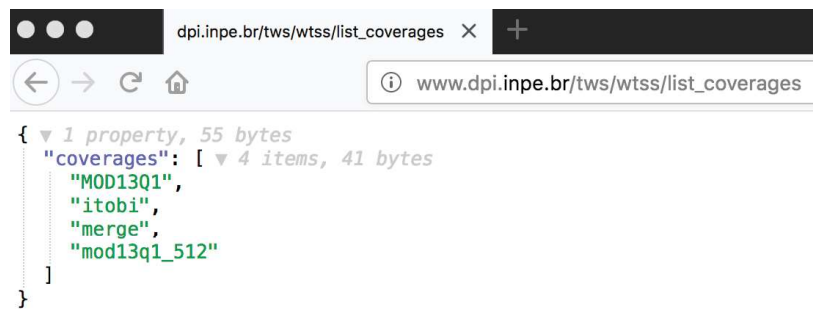 dpi.inpe.br/tws/wtss/list_coverages
www.dpi.inpe.br/tws/wtss/list_coverages
{ ▼ 1 property, 55 bytes
"coverages": [ ▼ 4 items, 41 bytes
"MOD13Q1",
"itobi",
"merge",
"mod13q1_512"
]
}